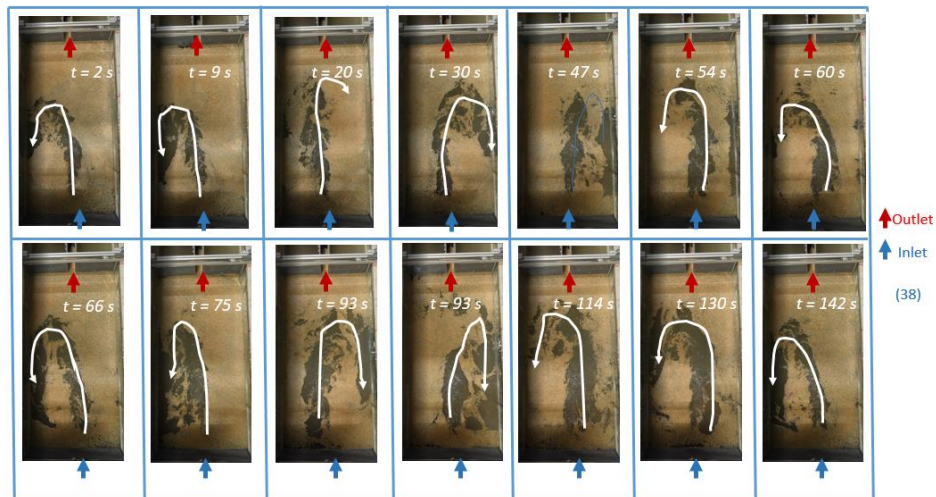 t = 2 s
t = 9 s
t = 20 s
t = 30 s
t = 47 s
t = 54 s
t = 60 s
Outlet
Inlet
(38)
t = 66 s
t = 75 s
t = 93 s
t = 93 s
t = 114 s
t = 130 s
t = 142 s